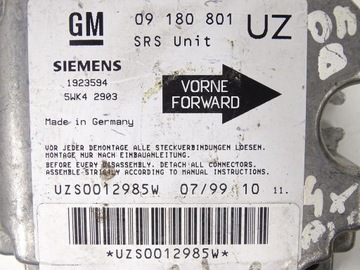 GM 09 180 801 UZ
SRS Unit
SIEMENS
1923594
5WK4 2903
VORNE
FORWARD
Made in Germany
VOR JEDER DEMONTAGE ALLE STECKVERBINDUNGEN LOESEN.
MONTAGE NUR NACH EINBAUANLEITUNG.
BEFORE EVERY DISASSEMBLY. DETACH ALL CONNECTORS.
ASSEMBLE STRICTLY ACCORDING TO MANUAL INSTRUCTIONS.
UZS0012985W 07/99 10 11.
*UZS0012985W*